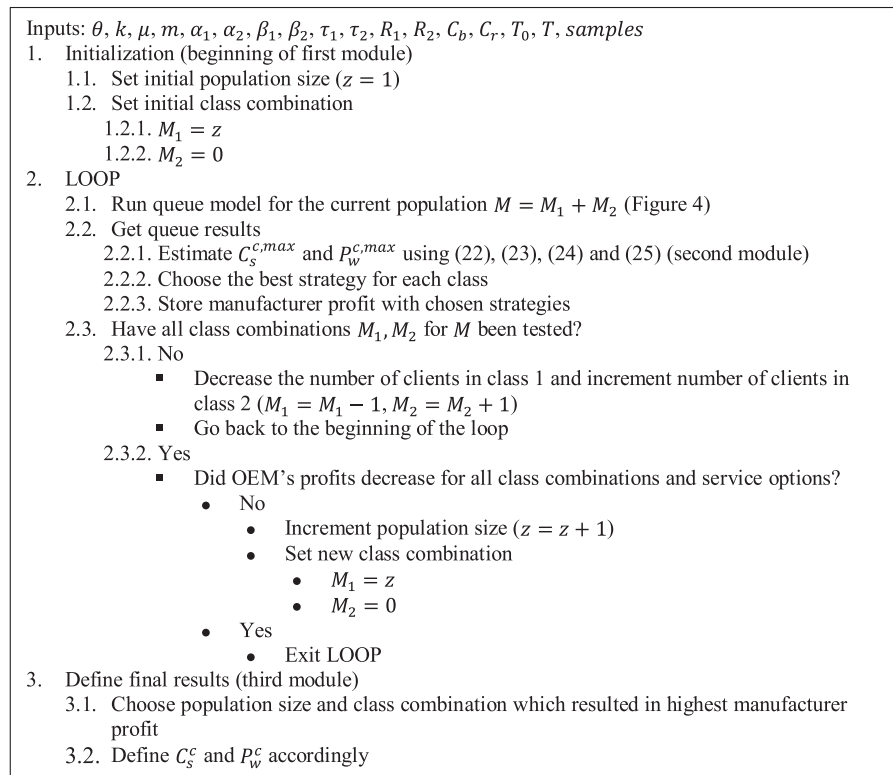 Inputs: θ, k, μ, m, α₁, α₂, β₁, β₂, τ₁, τ₂, R₁, R₂, C_b, C_r, T₀, T, samples
1. Initialization (beginning of first module)
1.1. Set initial population size (z = 1)
1.2. Set initial class combination
1.2.1. M₁ = z
1.2.2. M₂ = 0
2. LOOP
2.1. Run queue model for the current population M = M₁ + M₂ (Figure 4)
2.2. Get queue results
2.2.1. Estimate C_s^{c,max} and P_w^{c,max} using (22), (23), (24) and (25) (second module)
2.2.2. Choose the best strategy for each class
2.2.3. Store manufacturer profit with chosen strategies
2.3. Have all class combinations M₁, M₂ for M been tested?
2.3.1. No
▪ Decrease the number of clients in class 1 and increment number of clients in
class 2 (M₁ = M₁ − 1, M₂ = M₂ + 1)
▪ Go back to the beginning of the loop
2.3.2. Yes
▪ Did OEM's profits decrease for all class combinations and service options?
• No
• Increment population size (z = z + 1)
• Set new class combination
• M₁ = z
• M₂ = 0
• Yes
• Exit LOOP
3. Define final results (third module)
3.1. Choose population size and class combination which resulted in highest manufacturer
profit
3.2. Define C_s^c and P_w^c accordingly